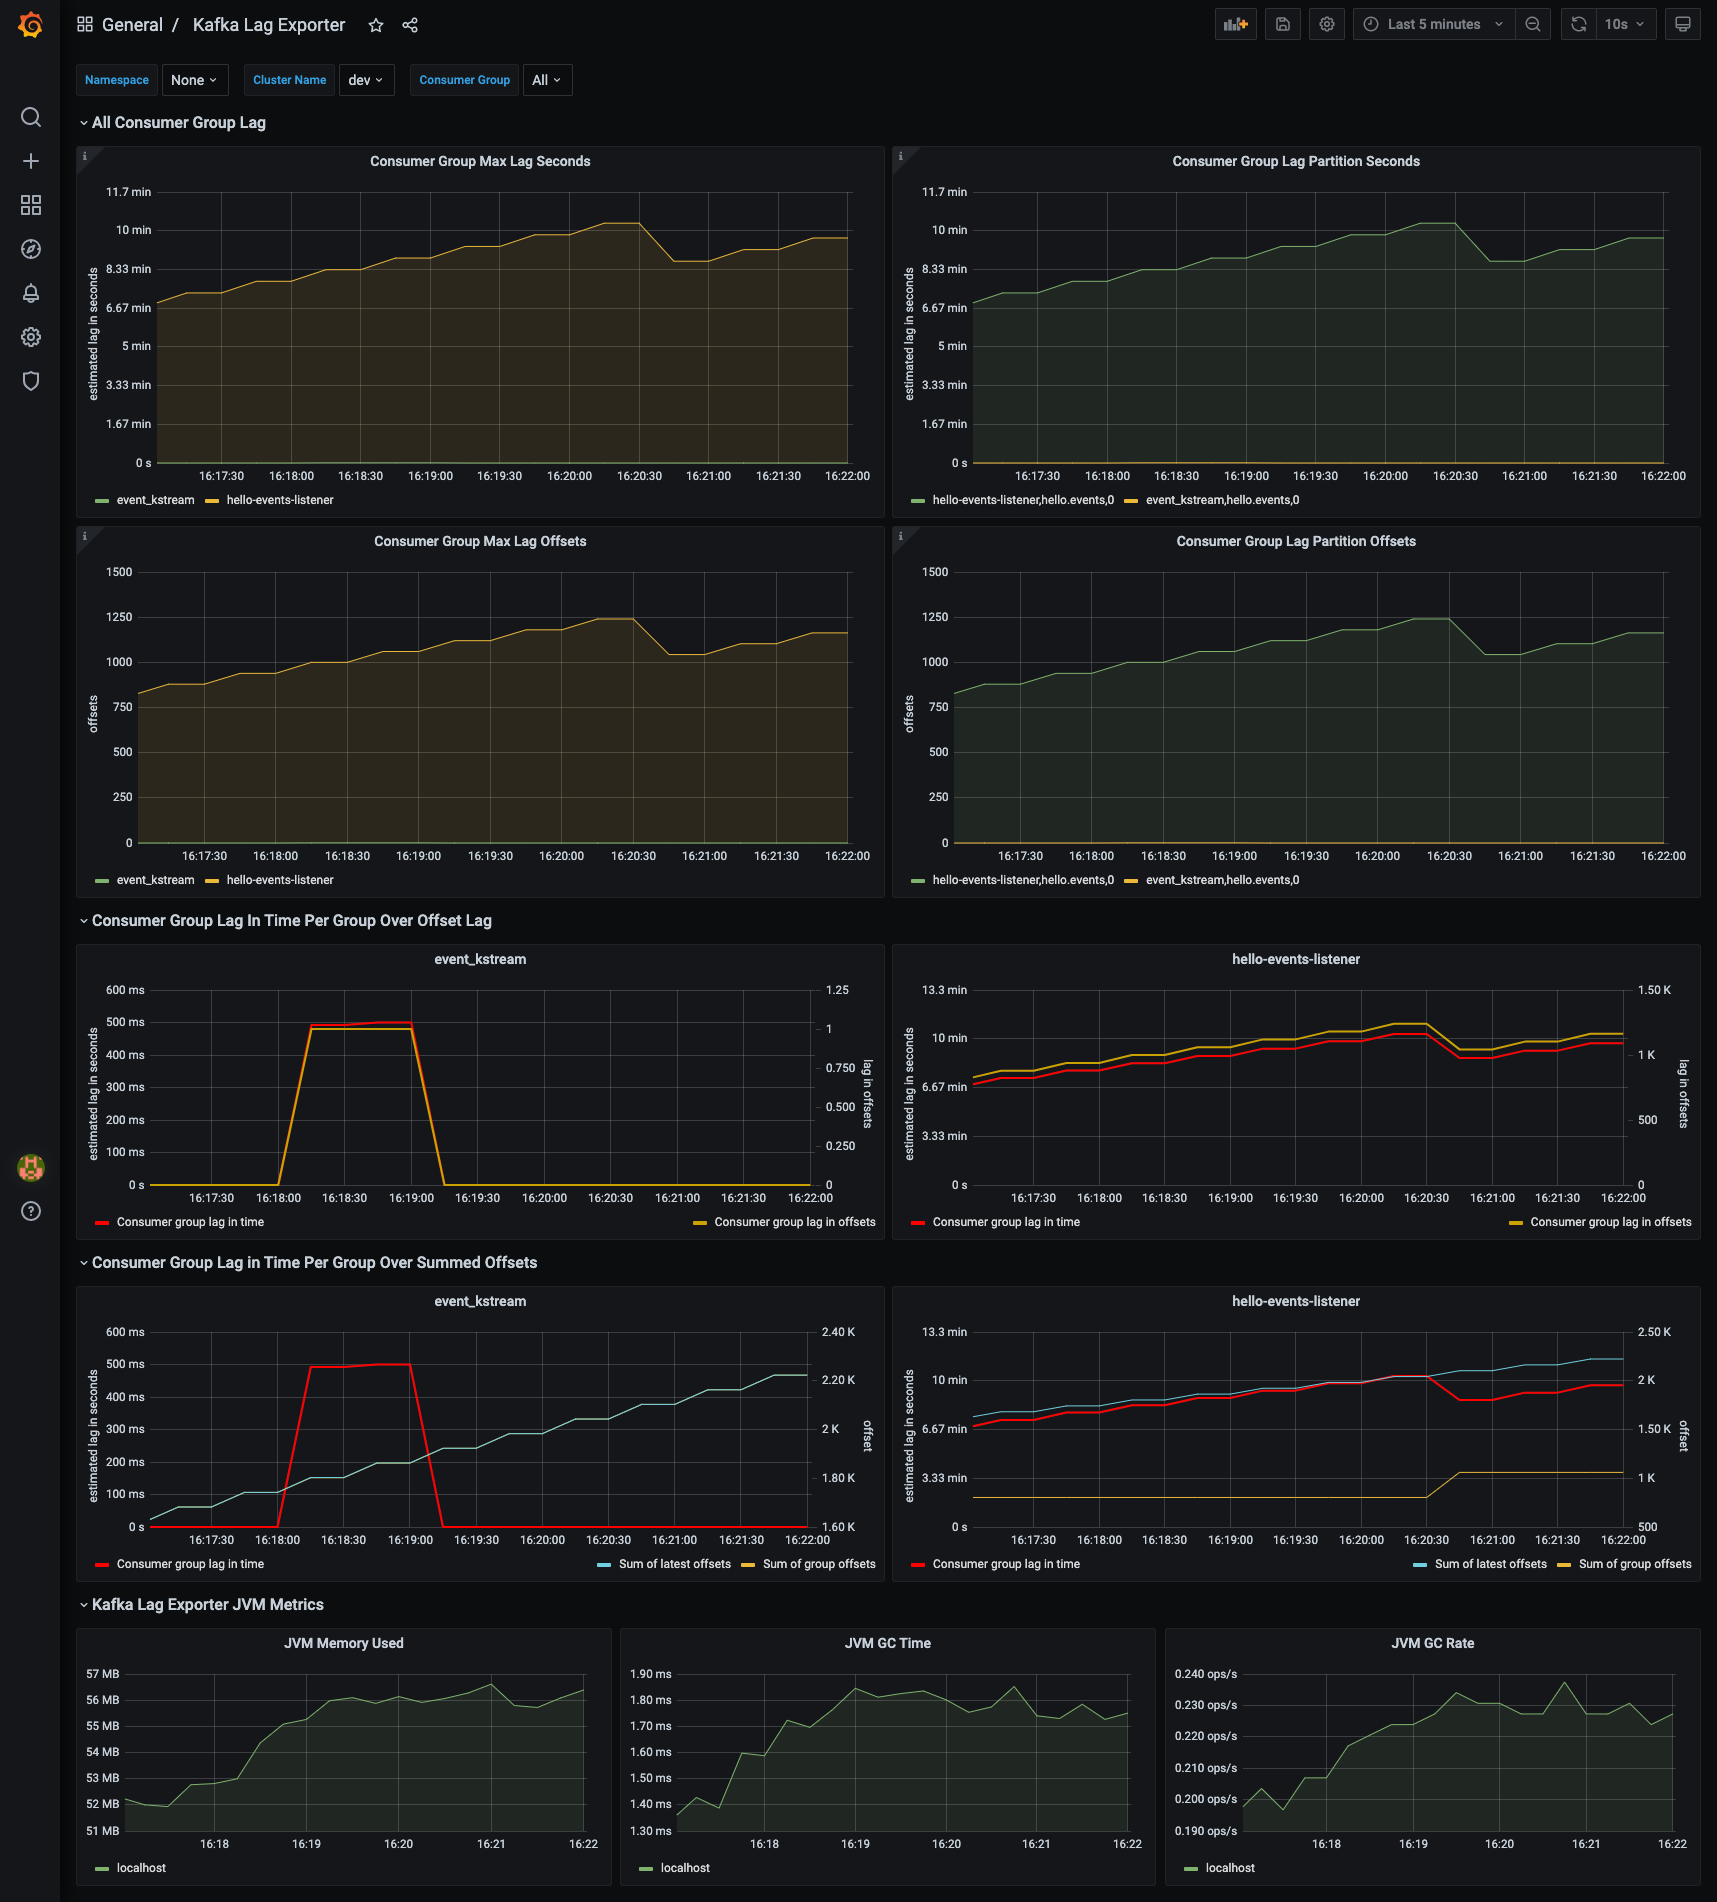 General / Kafka Lag Exporter
Last 5 minutes
10s
Namespace None Cluster Name dev Consumer Group All
All Consumer Group Lag
i
Consumer Group Max Lag Seconds
estimated lag in seconds
11.7 min
10 min
8.33 min
6.67 min
5 min
3.33 min
1.67 min
0 s
16:17:30 16:18:00 16:18:30 16:19:00 16:19:30 16:20:00 16:20:30 16:21:00 16:21:30 16:22:00
event_kstream hello-events-listener
i
Consumer Group Lag Partition Seconds
estimated lag in seconds
11.7 min
10 min
8.33 min
6.67 min
5 min
3.33 min
1.67 min
0 s
16:17:30 16:18:00 16:18:30 16:19:00 16:19:30 16:20:00 16:20:30 16:21:00 16:21:30 16:22:00
hello-events-listener,hello.events,0 event_kstream,hello.events,0
i
Consumer Group Max Lag Offsets
offsets
1500
1250
1000
750
500
250
0
16:17:30 16:18:00 16:18:30 16:19:00 16:19:30 16:20:00 16:20:30 16:21:00 16:21:30 16:22:00
event_kstream hello-events-listener
i
Consumer Group Lag Partition Offsets
offsets
1500
1250
1000
750
500
250
0
16:17:30 16:18:00 16:18:30 16:19:00 16:19:30 16:20:00 16:20:30 16:21:00 16:21:30 16:22:00
hello-events-listener,hello.events,0 event_kstream,hello.events,0
Consumer Group Lag In Time Per Group Over Offset Lag
event_kstream
estimated lag in seconds
600 ms
500 ms
400 ms
300 ms
200 ms
100 ms
0 s
1.25
1
0.750
0.500
0.250
0
lag in offsets
16:17:30 16:18:00 16:18:30 16:19:00 16:19:30 16:20:00 16:20:30 16:21:00 16:21:30 16:22:00
Consumer group lag in time Consumer group lag in offsets
hello-events-listener
estimated lag in seconds
13.3 min
10 min
6.67 min
3.33 min
0 s
1.50 K
1 K
500
0
lag in offsets
16:17:30 16:18:00 16:18:30 16:19:00 16:19:30 16:20:00 16:20:30 16:21:00 16:21:30 16:22:00
Consumer group lag in time Consumer group lag in offsets
Consumer Group Lag in Time Per Group Over Summed Offsets
event_kstream
estimated lag in seconds
600 ms
500 ms
400 ms
300 ms
200 ms
100 ms
0 s
2.40 K
2.20 K
2 K
1.80 K
1.60 K
offset
16:17:30 16:18:00 16:18:30 16:19:00 16:19:30 16:20:00 16:20:30 16:21:00 16:21:30 16:22:00
Consumer group lag in time Sum of latest offsets Sum of group offsets
hello-events-listener
estimated lag in seconds
13.3 min
10 min
6.67 min
3.33 min
0 s
2.50 K
2 K
1.50 K
1 K
500
offset
16:17:30 16:18:00 16:18:30 16:19:00 16:19:30 16:20:00 16:20:30 16:21:00 16:21:30 16:22:00
Consumer group lag in time Sum of latest offsets Sum of group offsets
Kafka Lag Exporter JVM Metrics
JVM Memory Used
57 MB
56 MB
55 MB
54 MB
53 MB
52 MB
51 MB
16:18 16:19 16:20 16:21 16:22
localhost
JVM GC Time
1.90 ms
1.80 ms
1.70 ms
1.60 ms
1.50 ms
1.40 ms
1.30 ms
16:18 16:19 16:20 16:21 16:22
localhost
JVM GC Rate
0.240 ops/s
0.230 ops/s
0.220 ops/s
0.210 ops/s
0.200 ops/s
0.190 ops/s
16:18 16:19 16:20 16:21 16:22
localhost